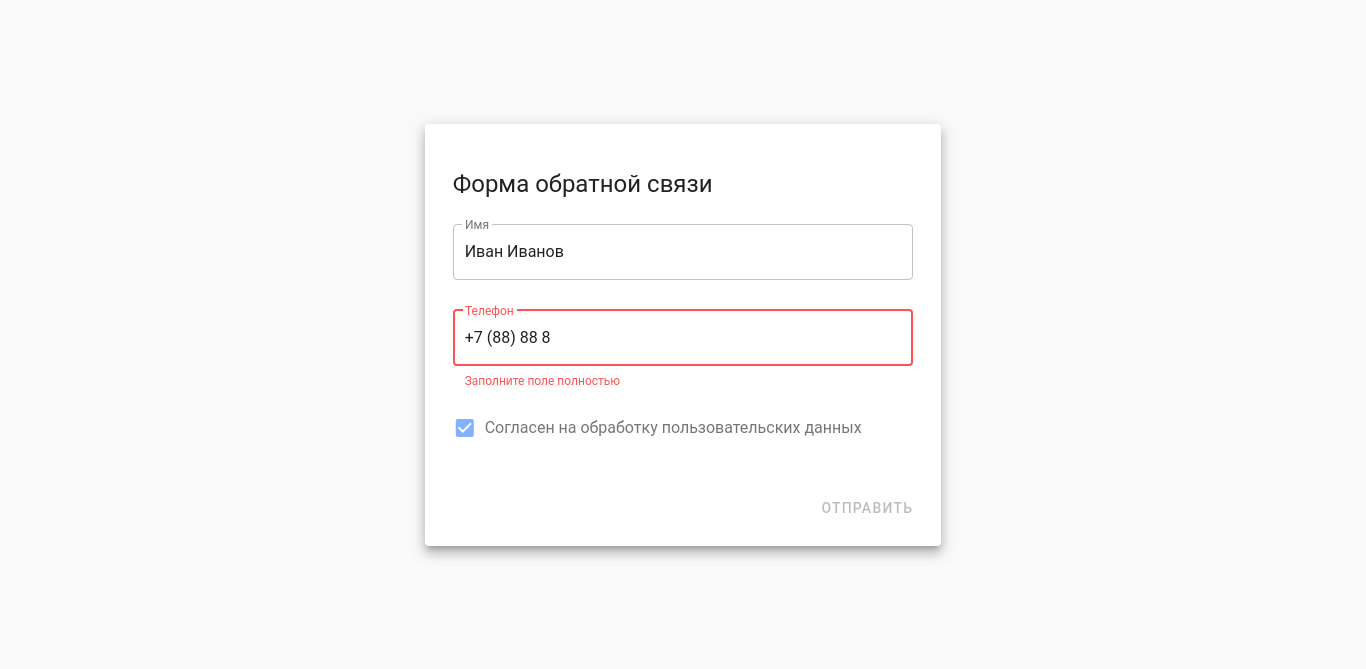 Форма обратной связи
Имя
Иван Иванов
Телефон
+7 (88) 88 8
Заполните поле полностью
Согласен на обработку пользовательских данных
ОТПРАВИТЬ